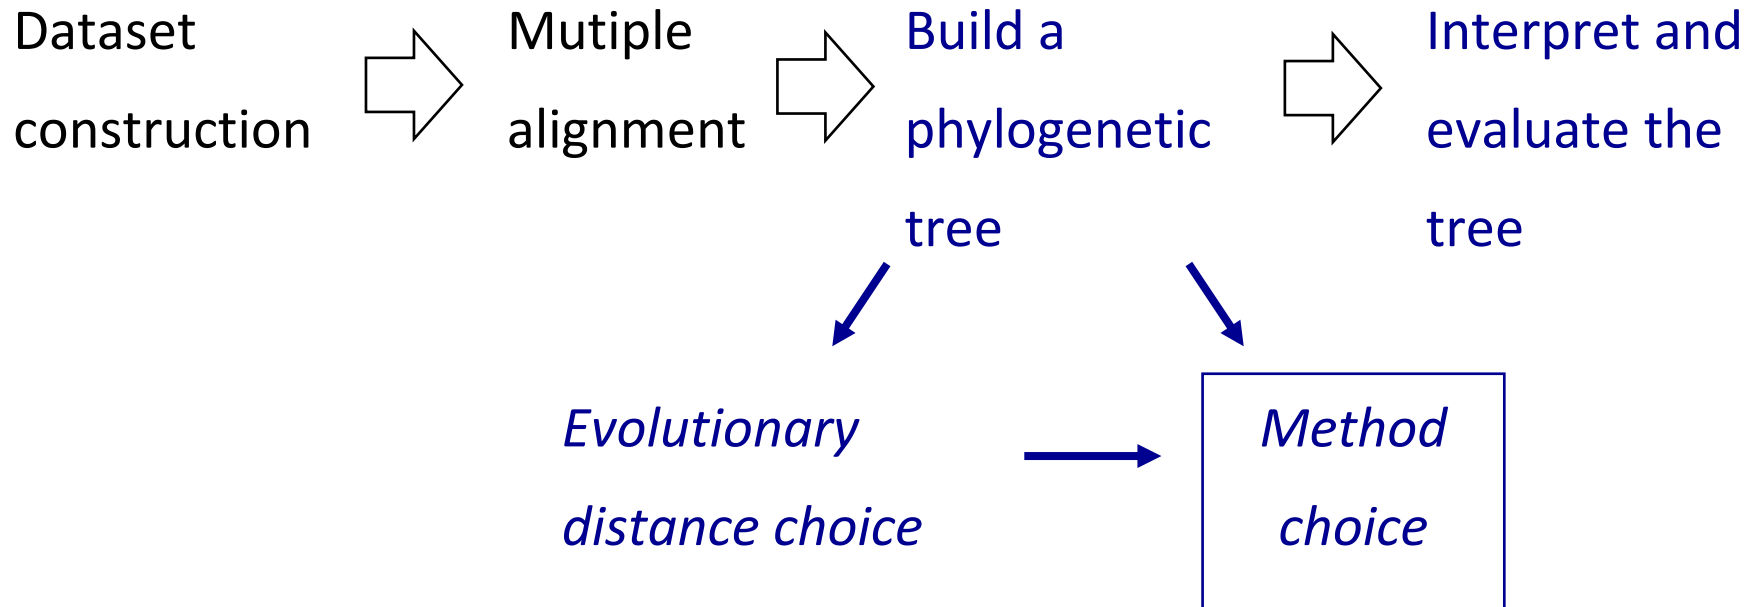 Dataset
construction
Mutiple
alignment
Build a
phylogenetic
tree
Interpret and
evaluate the
tree
Evolutionary
distance choice
Method
choice